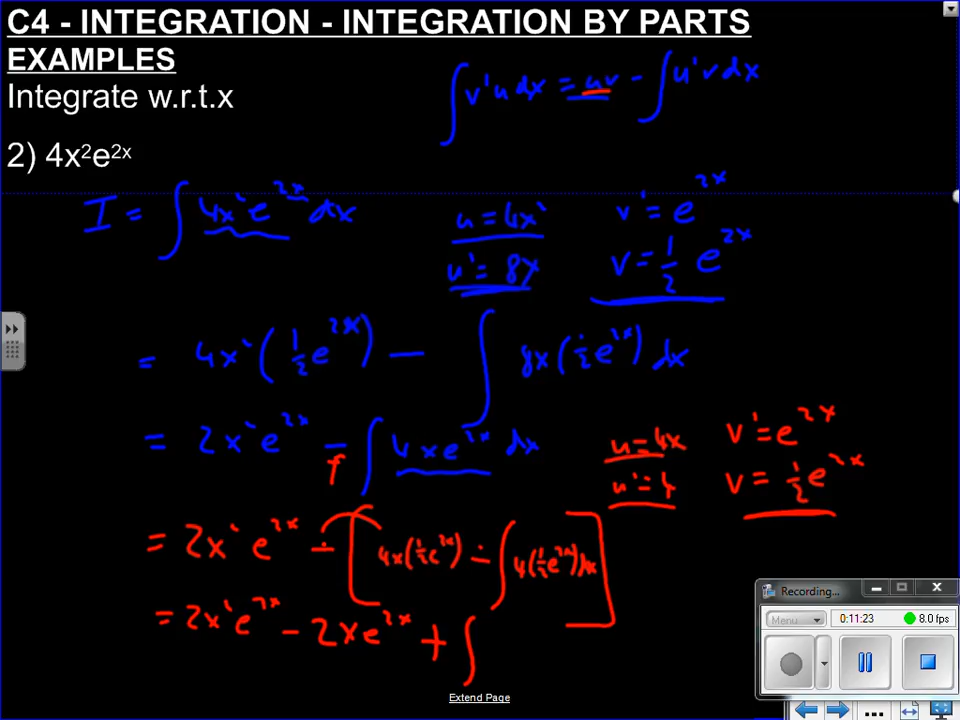 C4 - INTEGRATION - INTEGRATION BY PARTS
EXAMPLES
Integrate w.r.t.x
∫ v'u dx = uv - ∫ u'v dx
2) 4x²e²ˣ
I = ∫ 4x²e²ˣ dx
u = 4x² v' = e²ˣ
u' = 8x v = ½ e²ˣ
= 4x² (½e²ˣ) - ∫ 8x(½e²ˣ) dx
= 2x²e²ˣ - ∫ 4xe²ˣ dx
u = 4x v' = e²ˣ
u' = 4 v = ½e²ˣ
= 2x²e²ˣ - [4x(½e²ˣ) - ∫ 4(½e²ˣ)dx]
= 2x²e²ˣ - 2xe²ˣ + ∫
Recording...
Menu 0:11:23 8.0 fps
Extend Page